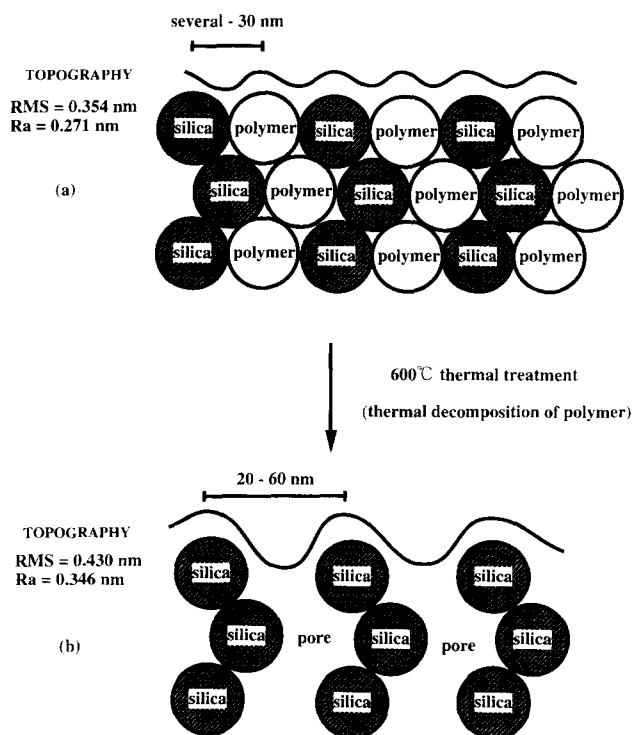 several - 30 nm
TOPOGRAPHY
RMS = 0.354 nm
Ra = 0.271 nm
silica polymer silica polymer silica polymer
(a)
silica polymer silica polymer silica polymer
silica polymer silica polymer silica polymer
600℃ thermal treatment
(thermal decomposition of polymer)
20 - 60 nm
TOPOGRAPHY
RMS = 0.430 nm
Ra = 0.346 nm
silica silica silica
(b)
silica pore silica pore silica
silica silica silica